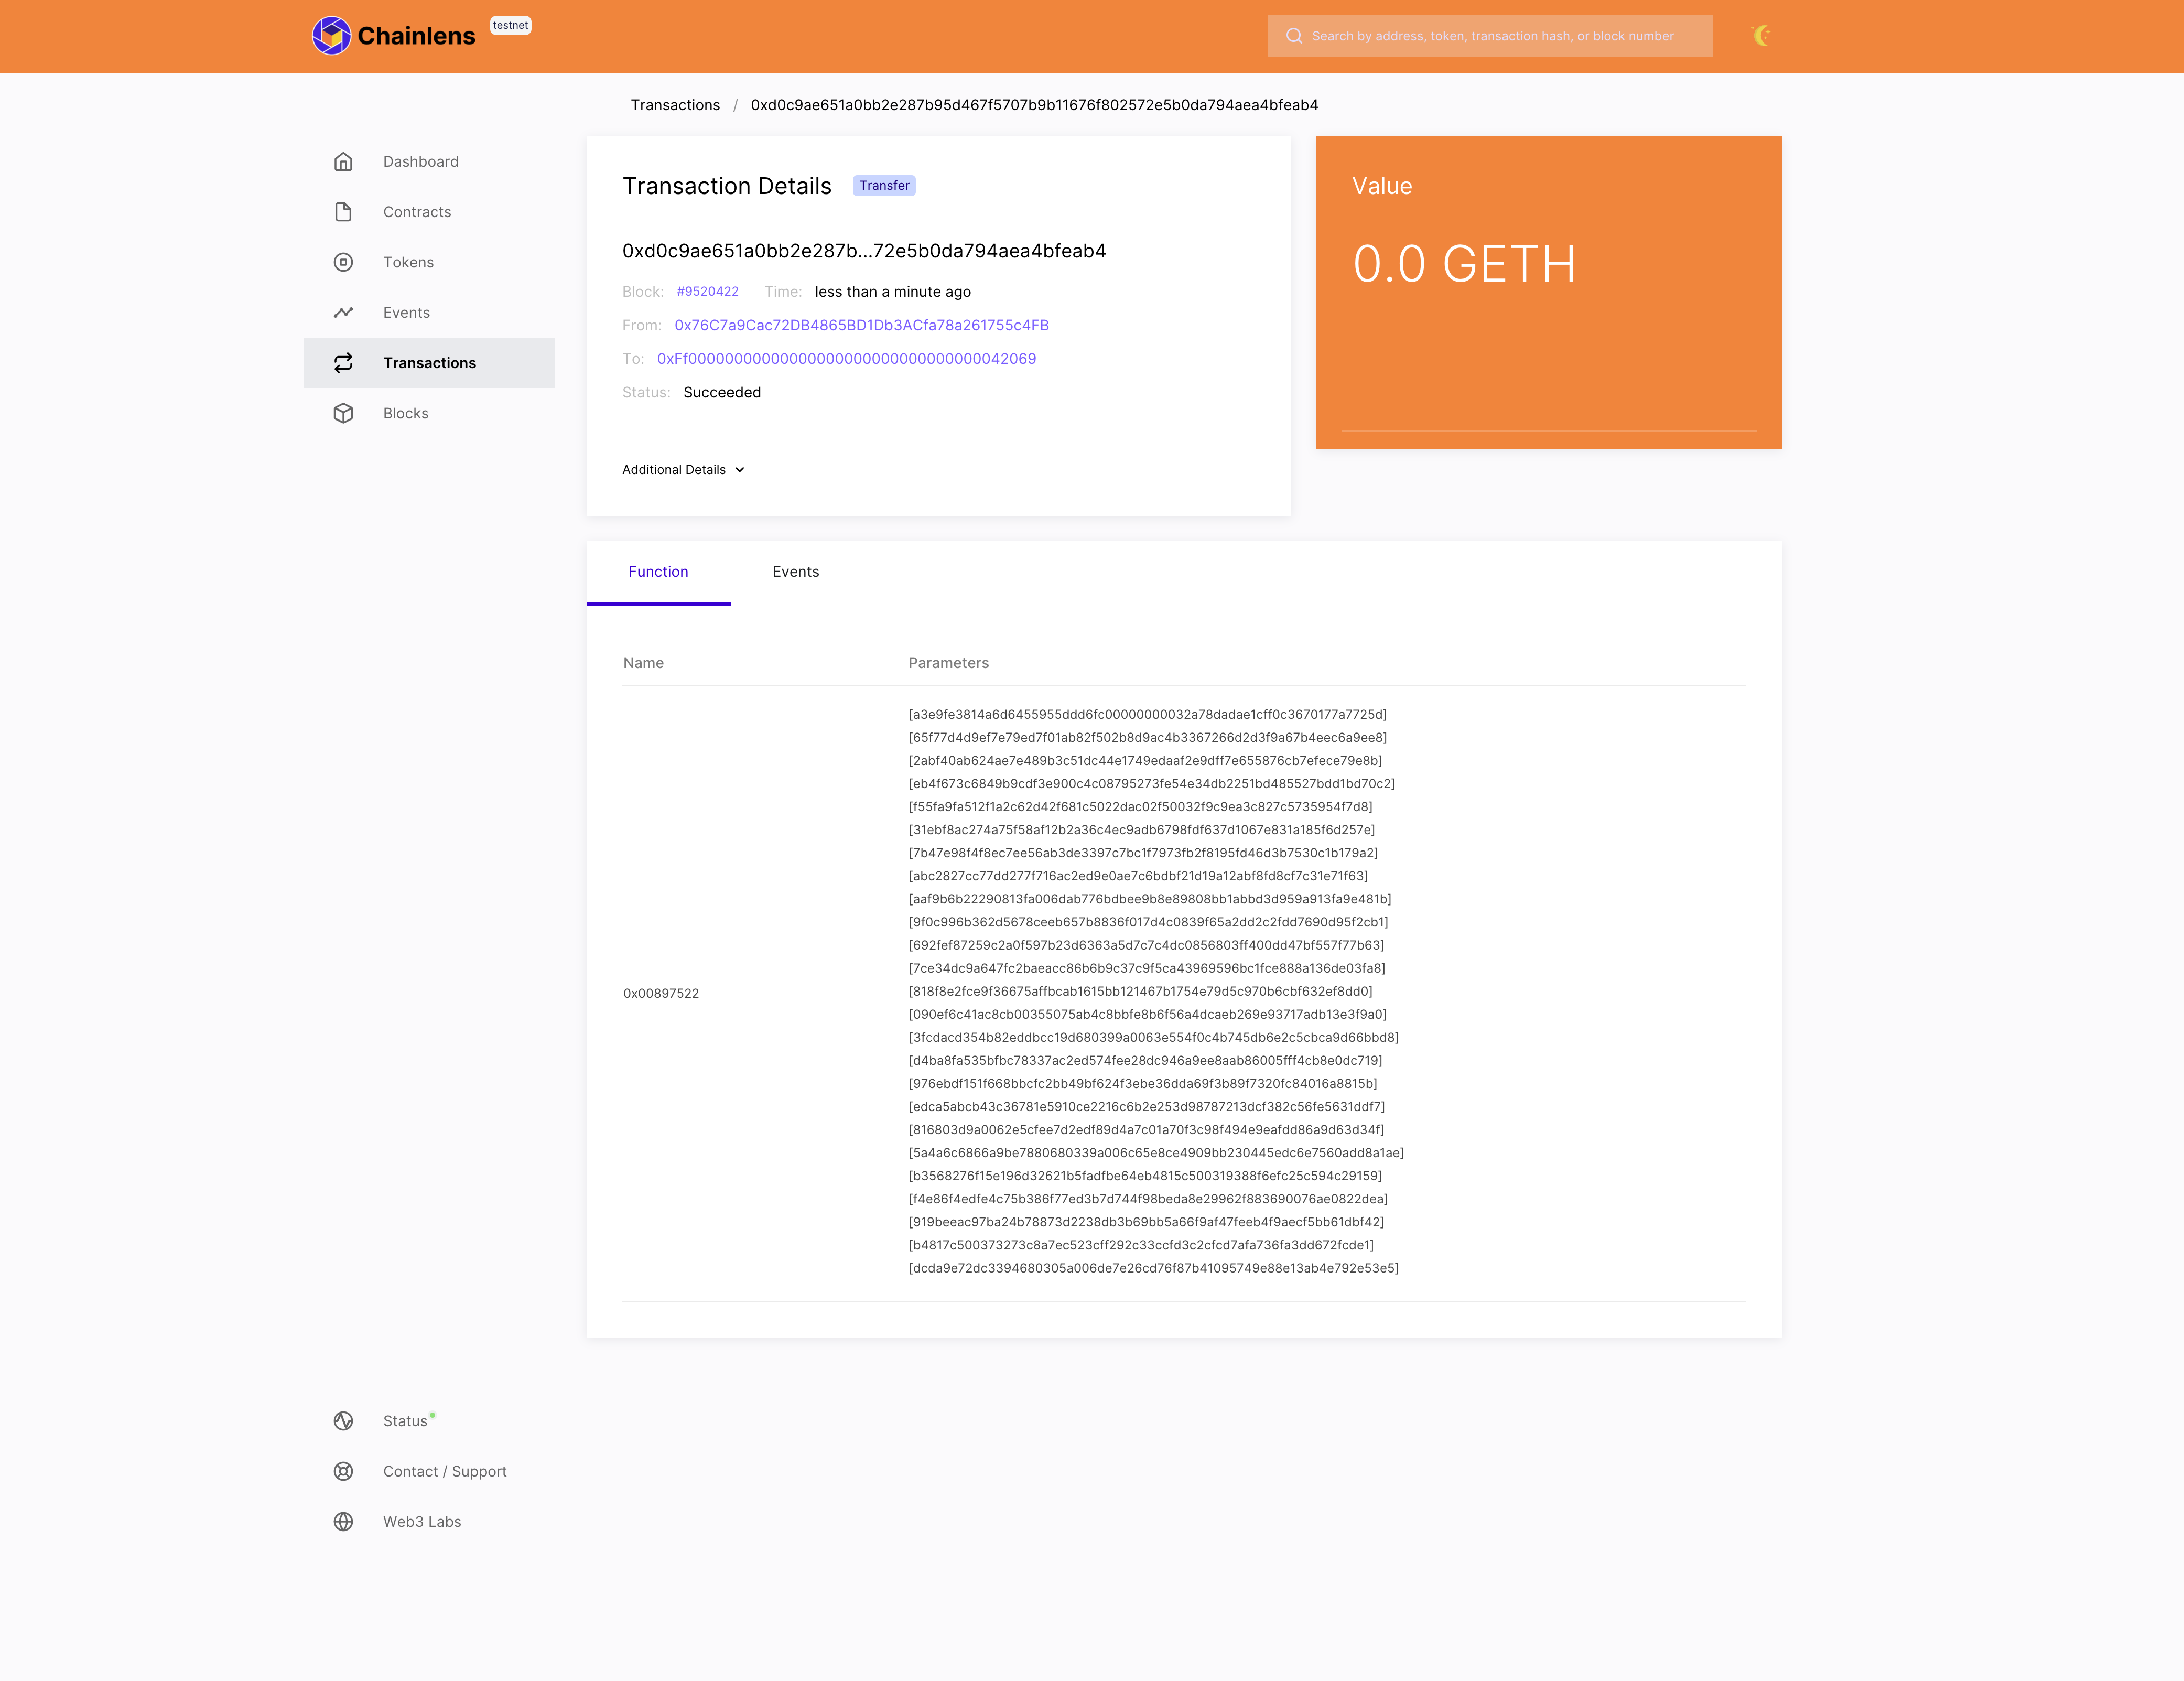 Chainlens testnet
Search by address, token, transaction hash, or block number
Transactions / 0xd0c9ae651a0bb2e287b95d467f5707b9b11676f802572e5b0da794aea4bfeab4
Dashboard
Contracts
Tokens
Events
Transactions
Blocks
Transaction Details Transfer
0xd0c9ae651a0bb2e287b...72e5b0da794aea4bfeab4
Block: #9520422 Time: less than a minute ago
From: 0x76C7a9Cac72DB4865BD1Db3ACfa78a261755c4FB
To: 0xFf00000000000000000000000000000000042069
Status: Succeeded
Additional Details
Value
0.0 GETH
Function Events
Name Parameters
0x00897522
[a3e9fe3814a6d6455955ddd6fc00000000032a78dadae1cff0c3670177a7725d]
[65f77d4d9ef7e79ed7f01ab82f502b8d9ac4b3367266d2d3f9a67b4eec6a9ee8]
[2abf40ab624ae7e489b3c51dc44e1749edaaf2e9dff7e655876cb7efece79e8b]
[eb4f673c6849b9cdf3e900c4c08795273fe54e34db2251bd485527bdd1bd70c2]
[f55fa9fa512f1a2c62d42f681c5022dac02f50032f9c9ea3c827c5735954f7d8]
[31ebf8ac274a75f58af12b2a36c4ec9adb6798fdf637d1067e831a185f6d257e]
[7b47e98f4f8ec7ee56ab3de3397c7bc1f7973fb2f8195fd46d3b7530c1b179a2]
[abc2827cc77dd277f716ac2ed9e0ae7c6bdbf21d19a12abf8fd8cf7c31e71f63]
[aaf9b6b22290813fa006dab776bdbee9b8e89808bb1abbd3d959a913fa9e481b]
[9f0c996b362d5678ceeb657b8836f017d4c0839f65a2dd2c2fdd7690d95f2cb1]
[692fef87259c2a0f597b23d6363a5d7c7c4dc0856803ff400dd47bf557f77b63]
[7ce34dc9a647fc2baeacc86b6b9c37c9f5ca43969596bc1fce888a136de03fa8]
[818f8e2fce9f36675affbcab1615bb121467b1754e79d5c970b6cbf632ef8dd0]
[090ef6c41ac8cb00355075ab4c8bbfe8b6f56a4dcaeb269e93717adb13e3f9a0]
[3fcdacd354b82eddbcc19d680399a0063e554f0c4b745db6e2c5cbca9d66bbd8]
[d4ba8fa535bfbc78337ac2ed574fee28dc946a9ee8aab86005fff4cb8e0dc719]
[976ebdf151f668bbcfc2bb49bf624f3ebe36dda69f3b89f7320fc84016a8815b]
[edca5abcb43c36781e5910ce2216c6b2e253d98787213dcf382c56fe5631ddf7]
[816803d9a0062e5cfee7d2edf89d4a7c01a70f3c98f494e9eafdd86a9d63d34f]
[5a4a6c6866a9be7880680339a006c65e8ce4909bb230445edc6e7560add8a1ae]
[b3568276f15e196d32621b5fadfbe64eb4815c500319388f6efc25c594c29159]
[f4e86f4edfe4c75b386f77ed3b7d744f98beda8e29962f883690076ae0822dea]
[919beeac97ba24b78873d2238db3b69bb5a66f9af47feeb4f9aecf5bb61dbf42]
[b4817c500373273c8a7ec523cff292c33ccfd3c2cfcd7afa736fa3dd672fcde1]
[dcda9e72dc3394680305a006de7e26cd76f87b41095749e88e13ab4e792e53e5]
Status
Contact / Support
Web3 Labs